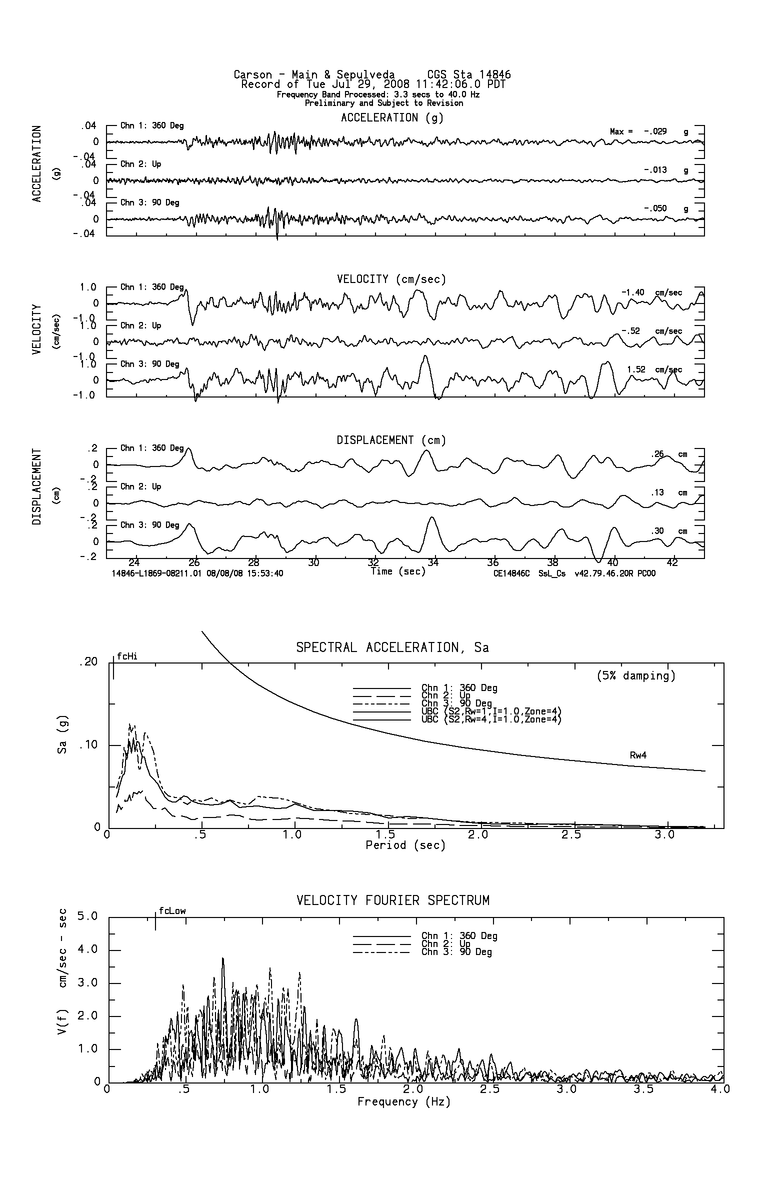 Carson - Main & Sepulveda CGS Sta 14846
Record of Tue Jul 29, 2008 11:42:06.0 PDT
Frequency Band Processed: 3.3 secs to 40.0 Hz
Preliminary and Subject to Revision
ACCELERATION (g)
ACCELERATION
(g)
.04
0
-.04
Chn 1: 360 Deg
Max = -.029 g
.04
0
-.04
Chn 2: Up
-.013 g
.04
0
-.04
Chn 3: 90 Deg
-.050 g
VELOCITY (cm/sec)
VELOCITY
(cm/sec)
1.0
0
-1.0
Chn 1: 360 Deg
-1.40 cm/sec
1.0
0
-1.0
Chn 2: Up
-.52 cm/sec
1.0
0
-1.0
Chn 3: 90 Deg
1.52 cm/sec
DISPLACEMENT (cm)
DISPLACEMENT
(cm)
.2
0
-.2
Chn 1: 360 Deg
.26 cm
.2
0
-.2
Chn 2: Up
.13 cm
.2
0
-.2
Chn 3: 90 Deg
.30 cm
24 26 28 30 32 34 36 38 40 42
Time (sec)
14846-L1869-08211.01 08/08/08 15:53:40
CE14846C SsL_Cs v42.79.46.20R PC00
SPECTRAL ACCELERATION, Sa
fcHi
(5% damping)
Sa (g)
.20
.10
0
Chn 1: 360 Deg
Chn 2: Up
Chn 3: 90 Deg
UBC (S2,Rw=1,I=1.0,Zone=4)
UBC (S2,Rw=4,I=1.0,Zone=4)
Rw4
0 .5 1.0 1.5 2.0 2.5 3.0
Period (sec)
VELOCITY FOURIER SPECTRUM
fcLow
V(f) cm/sec - sec
5.0
4.0
3.0
2.0
1.0
0
Chn 1: 360 Deg
Chn 2: Up
Chn 3: 90 Deg
0 .5 1.0 1.5 2.0 2.5 3.0 3.5 4.0
Frequency (Hz)